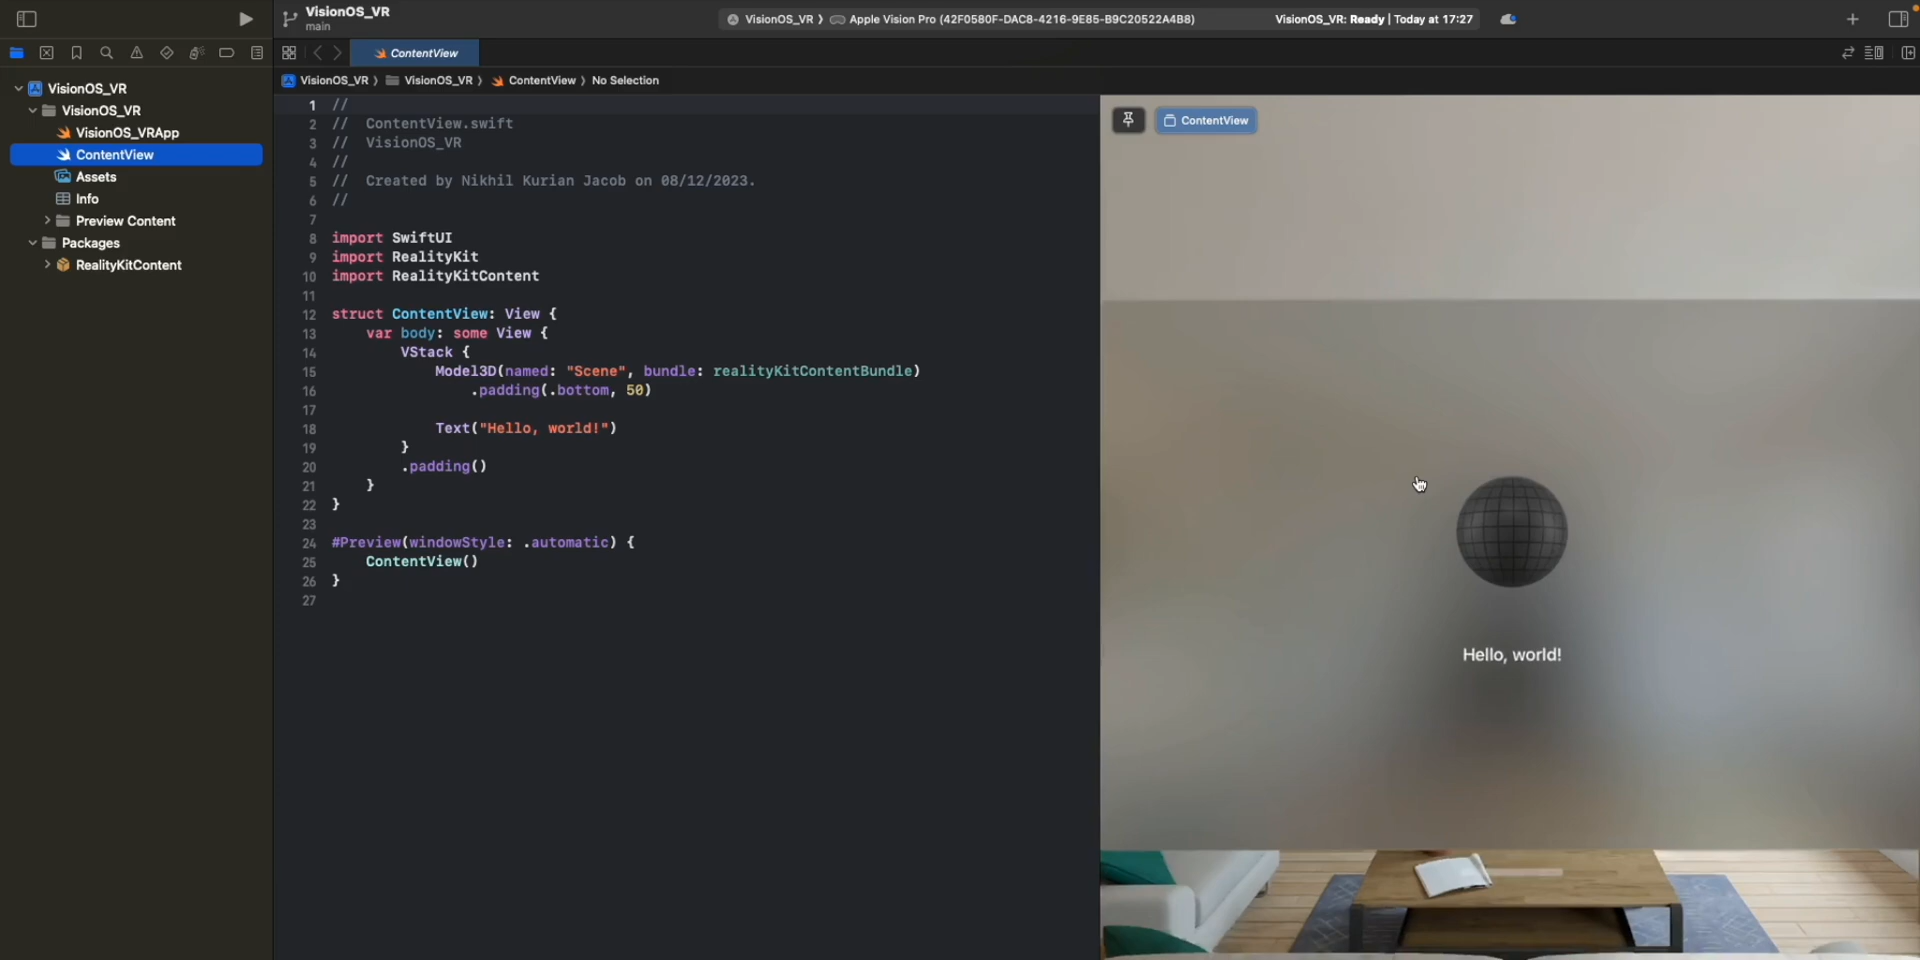 VisionOS_VR
main
VisionOS_VR ⟩ Apple Vision Pro (42F0580F-DAC8-4216-9E85-B9C20522A4B8)
VisionOS_VR: Ready | Today at 17:27
ContentView
VisionOS_VR ⟩ VisionOS_VR ⟩ ContentView ⟩ No Selection
VisionOS_VR
VisionOS_VR
VisionOS_VRApp
ContentView
Assets
Info
Preview Content
Packages
RealityKitContent
1 //
2 // ContentView.swift
3 // VisionOS_VR
4 //
5 // Created by Nikhil Kurian Jacob on 08/12/2023.
6 //
7
8 import SwiftUI
9 import RealityKit
10 import RealityKitContent
11
12 struct ContentView: View {
13 var body: some View {
14 VStack {
15 Model3D(named: "Scene", bundle: realityKitContentBundle)
16 .padding(.bottom, 50)
17
18 Text("Hello, world!")
19 }
20 .padding()
21 }
22 }
23
24 #Preview(windowStyle: .automatic) {
25 ContentView()
26 }
27
ContentView
Hello, world!